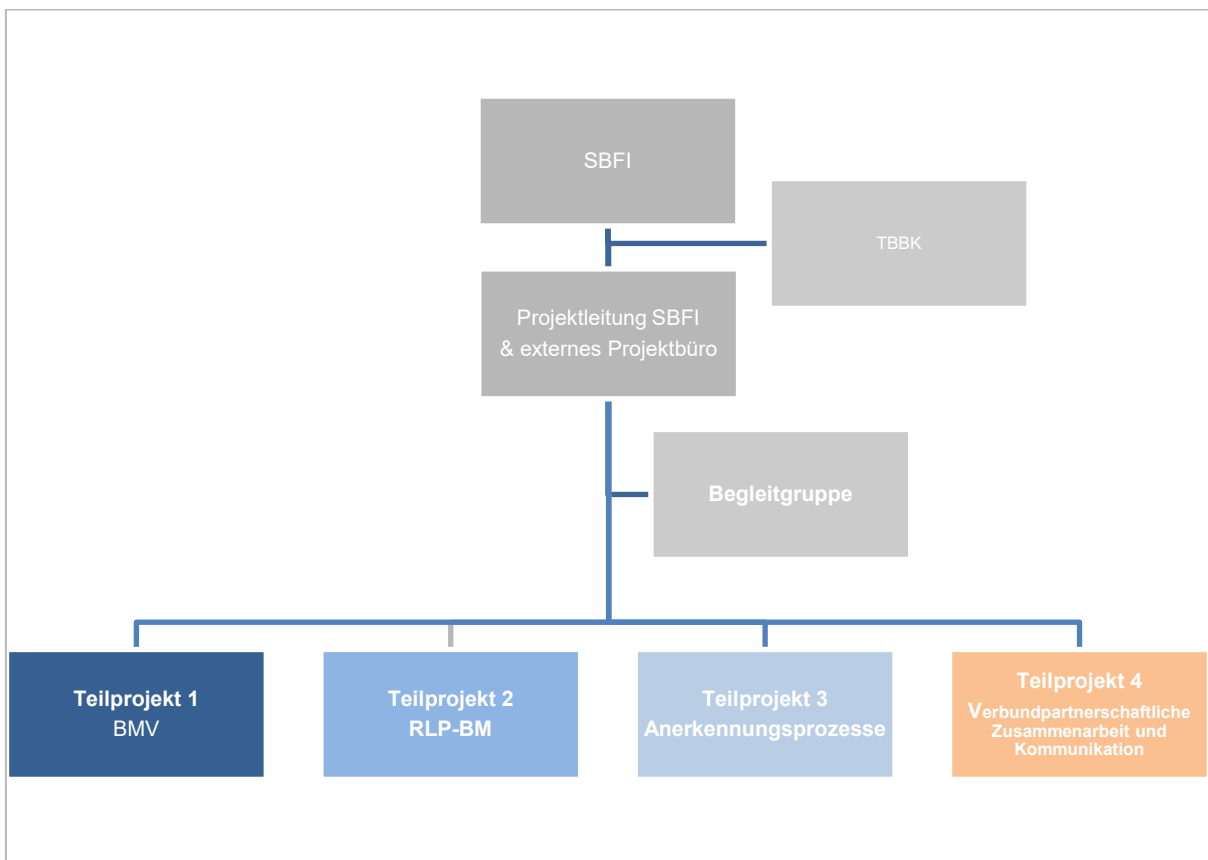 SBFI
TBBK
Projektleitung SBFI
& externes Projektbüro
Begleitgruppe
Teilprojekt 1
BMV
Teilprojekt 2
RLP-BM
Teilprojekt 3
Anerkennungsprozesse
Teilprojekt 4
Verbundpartnerschaftliche
Zusammenarbeit und
Kommunikation